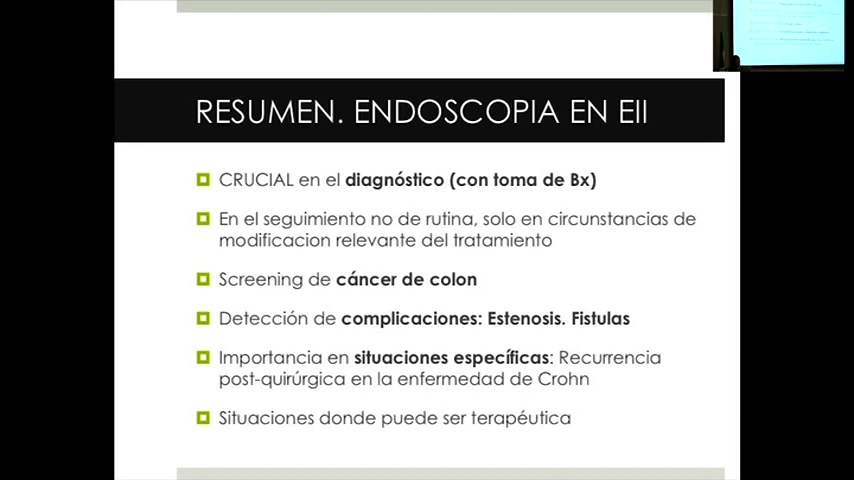 RESUMEN. ENDOSCOPIA EN EII
CRUCIAL en el diagnóstico (con toma de Bx)
En el seguimiento no de rutina, solo en circunstancias de
modificacion relevante del tratamiento
Screening de cáncer de colon
Detección de complicaciones: Estenosis. Fistulas
Importancia en situaciones específicas: Recurrencia
post-quirúrgica en la enfermedad de Crohn
Situaciones donde puede ser terapéutica